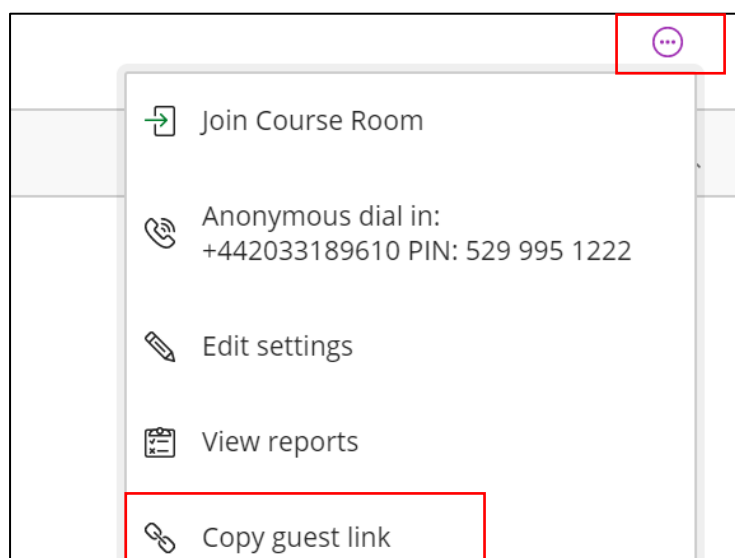 Join Course Room
Anonymous dial in:
+442033189610 PIN: 529 995 1222
Edit settings
View reports
Copy guest link